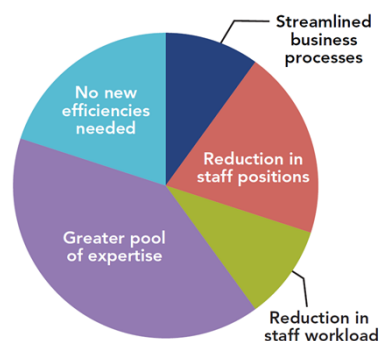 Streamlined
business
processes
No new
efficiencies
needed
Reduction in
staff positions
Greater pool
of expertise
Reduction in
staff workload